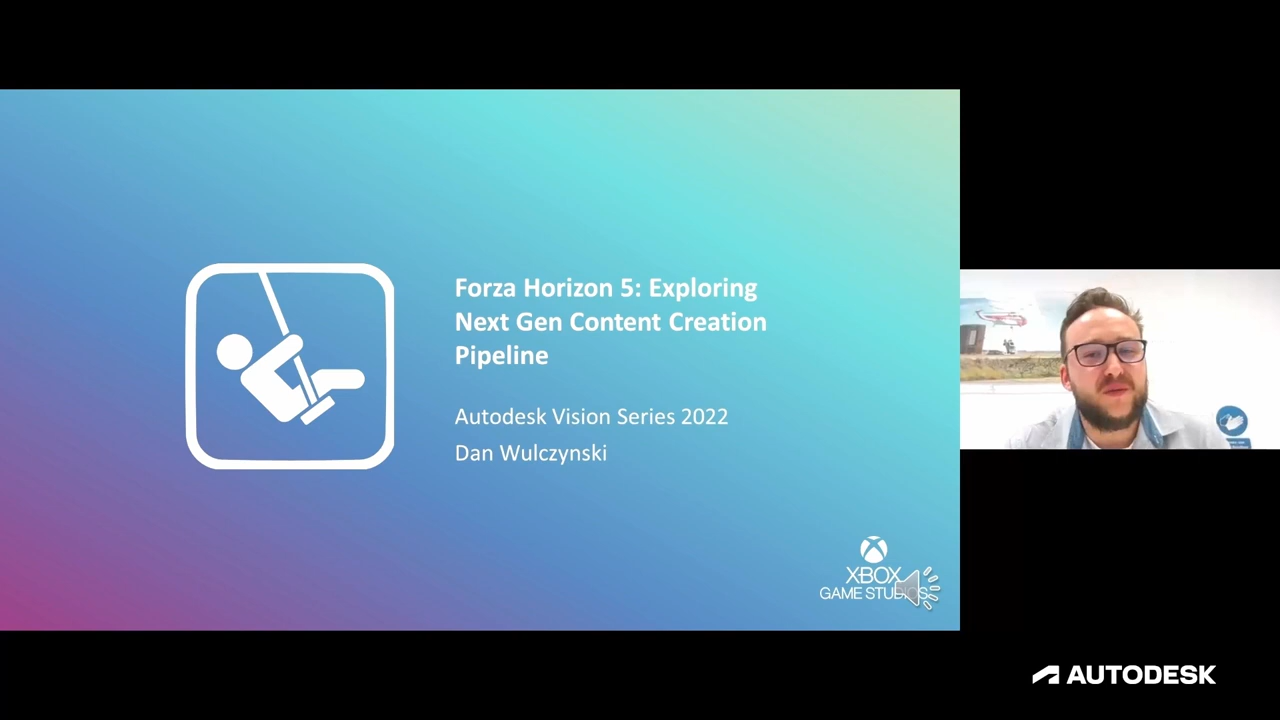 Forza Horizon 5: Exploring
Next Gen Content Creation
Pipeline
Autodesk Vision Series 2022
Dan Wulczynski
XBOX
GAME STUDIOS
AUTODESK